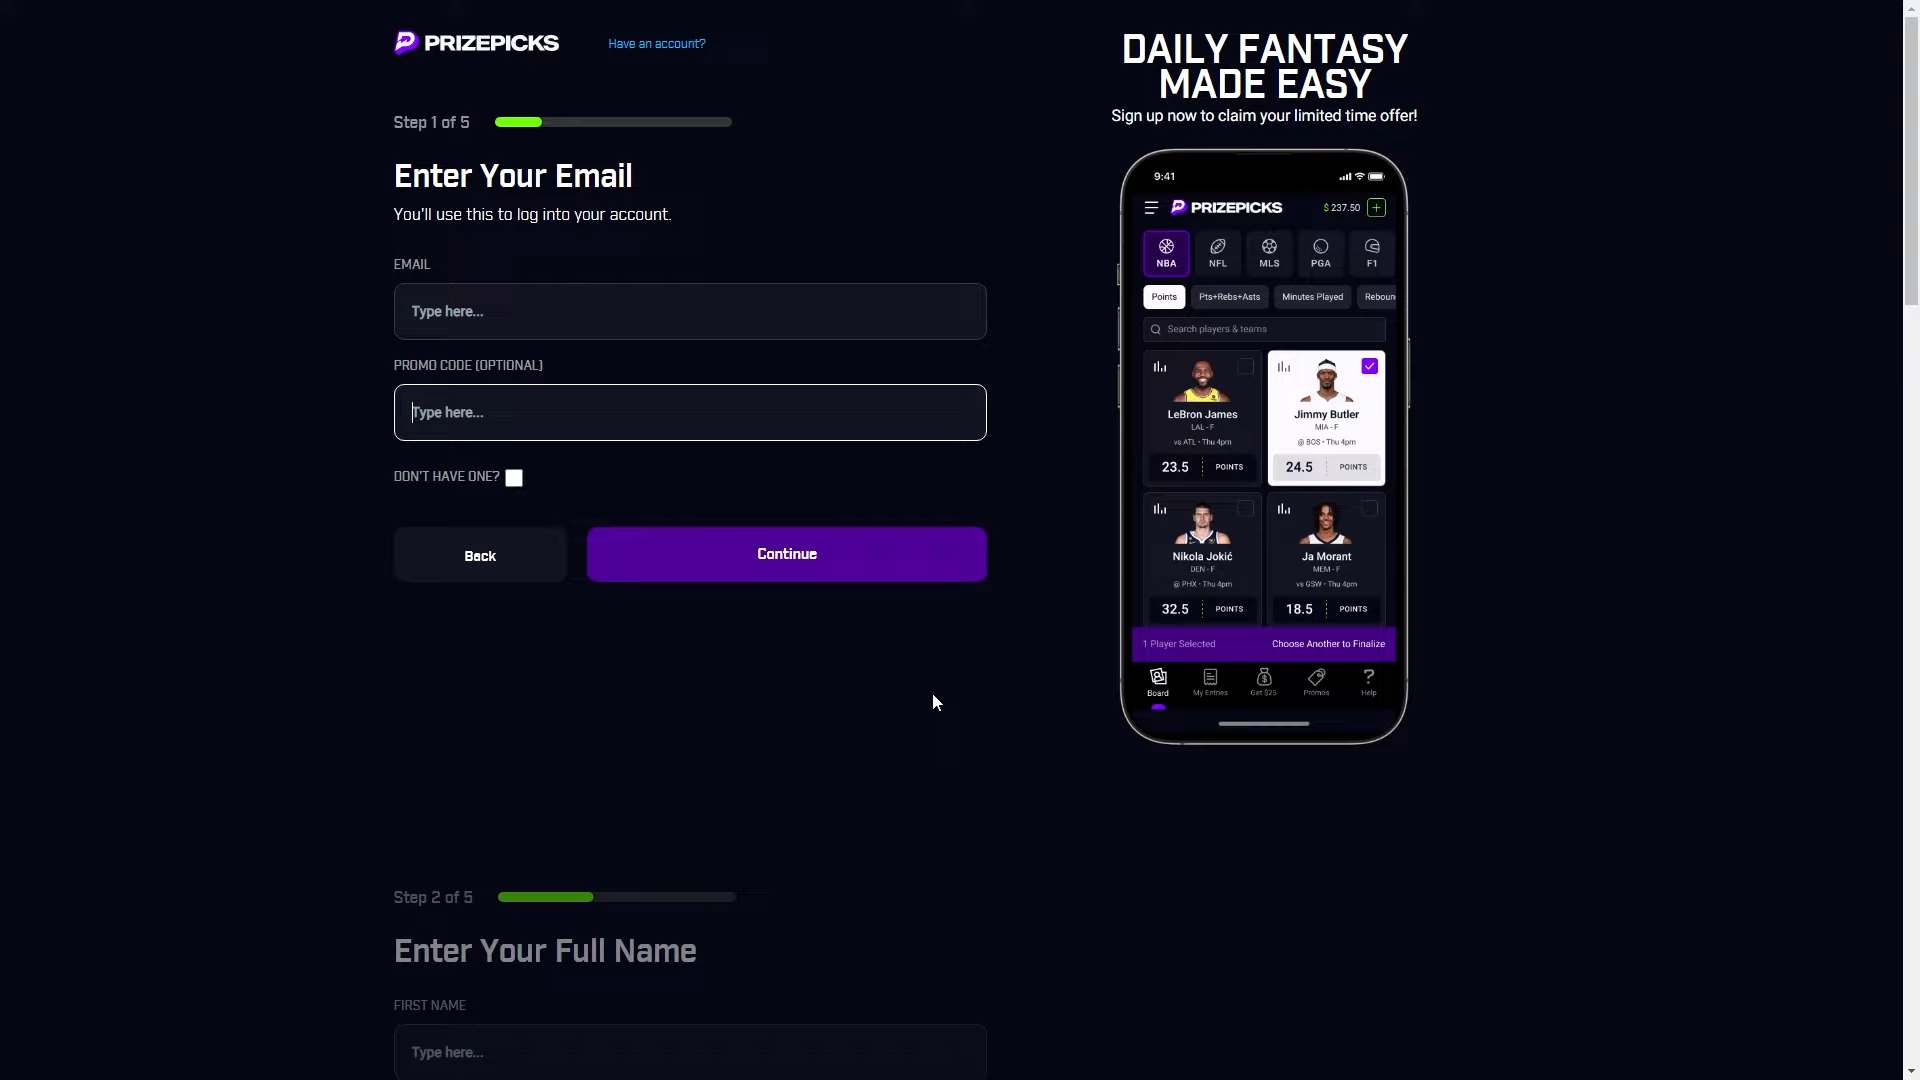 PRIZEPICKS
Have an account?
Step 1 of 5
Enter Your Email
You'll use this to log into your account.
EMAIL
Type here...
PROMO CODE (OPTIONAL)
Type here...
DON'T HAVE ONE?
Back
Continue
Step 2 of 5
Enter Your Full Name
FIRST NAME
Type here...
DAILY FANTASY
MADE EASY
Sign up now to claim your limited time offer!
9:41
PRIZEPICKS
$ 237.50
NBA NFL MLS PGA F1
Points Pts+Rebs+Asts Minutes Played Reboun
Search players & teams
LeBron James
LAL - F
vs ATL • Thu 4pm
23.5 POINTS
Jimmy Butler
MIA - F
@ BOS • Thu 4pm
24.5 POINTS
Nikola Jokić
DEN - F
@ PHX • Thu 4pm
32.5 POINTS
Ja Morant
MEM - F
vs GSW • Thu 4pm
18.5 POINTS
1 Player Selected Choose Another to Finalize
Board My Entries Get $25 Promos Help